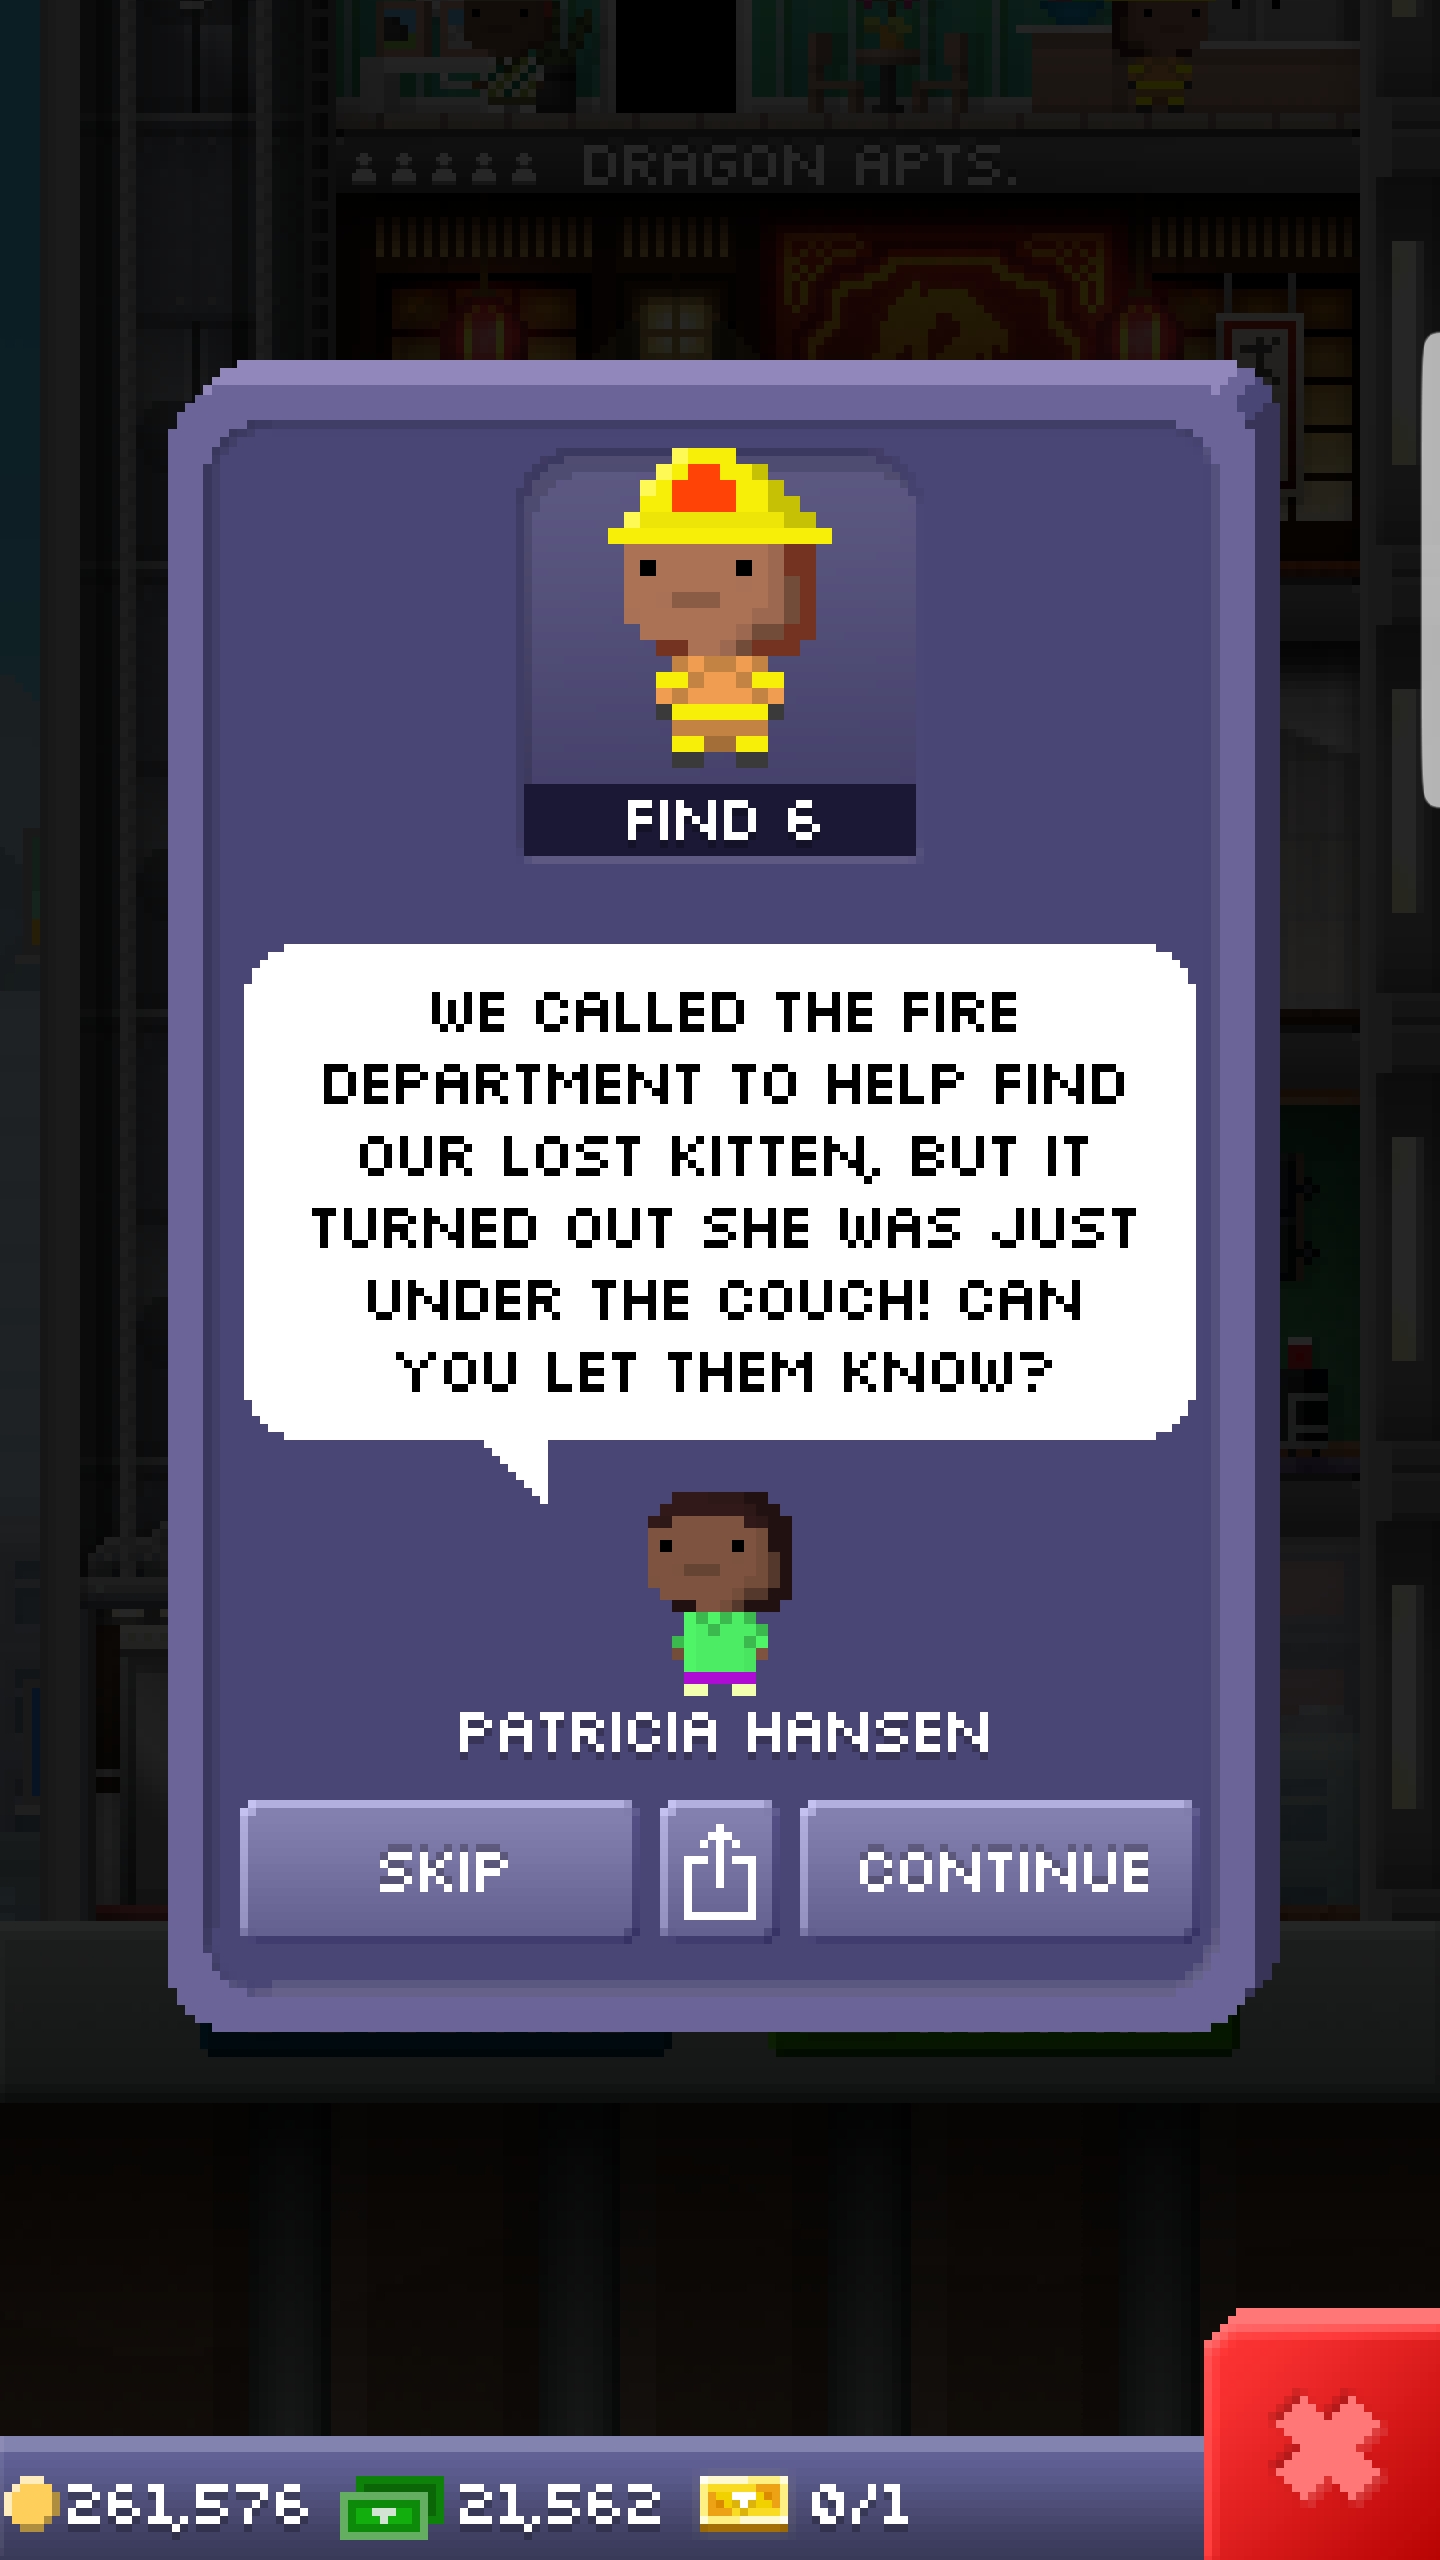 DRAGON APTS.
FIND 6
WE CALLED THE FIRE
DEPARTMENT TO HELP FIND
OUR LOST KITTEN, BUT IT
TURNED OUT SHE WAS JUST
UNDER THE COUCH! CAN
YOU LET THEM KNOW?
PATRICIA HANSEN
SKIP
CONTINUE
261,576 21,562 0/1